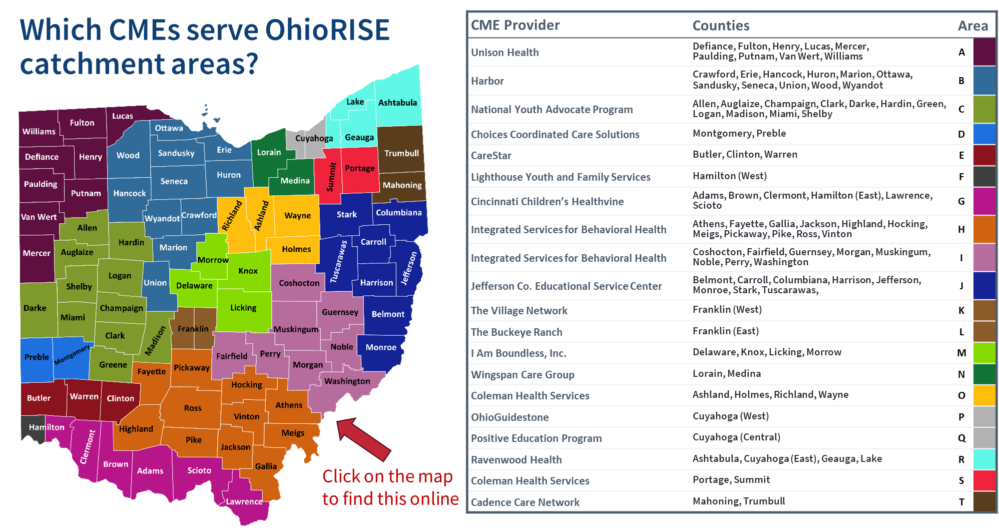 Which CMEs serve OhioRISE
catchment areas?
Williams
Fulton
Lucas
Defiance
Henry
Paulding
Putnam
Van Wert
Mercer
Ottawa
Wood
Sandusky
Erie
Seneca
Huron
Hancock
Wyandot
Crawford
Marion
Union
Lorain
Medina
Cuyahoga
Lake
Ashtabula
Geauga
Trumbull
Mahoning
Summit
Portage
Richland
Ashland
Wayne
Holmes
Stark
Columbiana
Carroll
Tuscarawas
Jefferson
Harrison
Belmont
Monroe
Allen
Auglaize
Hardin
Logan
Shelby
Darke
Miami
Champaign
Clark
Madison
Greene
Morrow
Knox
Delaware
Licking
Franklin
Coshocton
Guernsey
Muskingum
Noble
Fairfield
Perry
Morgan
Washington
Preble
Montgomery
Butler
Warren
Clinton
Hamilton
Clermont
Brown
Adams
Scioto
Lawrence
Fayette
Pickaway
Hocking
Ross
Athens
Vinton
Highland
Meigs
Pike
Jackson
Gallia
Click on the map
to find this online
CME Provider Counties Area
Unison Health Defiance, Fulton, Henry, Lucas, Mercer, A
Paulding, Putnam, Van Wert, Williams
Harbor Crawford, Erie, Hancock, Huron, Marion, Ottawa, B
Sandusky, Seneca, Union, Wood, Wyandot
National Youth Advocate Program Allen, Auglaize, Champaign, Clark, Darke, Hardin, Green, C
Logan, Madison, Miami, Shelby
Choices Coordinated Care Solutions Montgomery, Preble D
CareStar Butler, Clinton, Warren E
Lighthouse Youth and Family Services Hamilton (West) F
Cincinnati Children’s Healthvine Adams, Brown, Clermont, Hamilton (East), Lawrence, G
Scioto
Integrated Services for Behavioral Health Athens, Fayette, Gallia, Jackson, Highland, Hocking, H
Meigs, Pickaway, Pike, Ross, Vinton
Integrated Services for Behavioral Health Coshocton, Fairfield, Guernsey, Morgan, Muskingum, I
Noble, Perry, Washington
Jefferson Co. Educational Service Center Belmont, Carroll, Columbiana, Harrison, Jefferson, J
Monroe, Stark, Tuscarawas,
The Village Network Franklin (West) K
The Buckeye Ranch Franklin (East) L
I Am Boundless, Inc. Delaware, Knox, Licking, Morrow M
Wingspan Care Group Lorain, Medina N
Coleman Health Services Ashland, Holmes, Richland, Wayne O
OhioGuidestone Cuyahoga (West) P
Positive Education Program Cuyahoga (Central) Q
Ravenwood Health Ashtabula, Cuyahoga (East), Geauga, Lake R
Coleman Health Services Portage, Summit S
Cadence Care Network Mahoning, Trumbull T